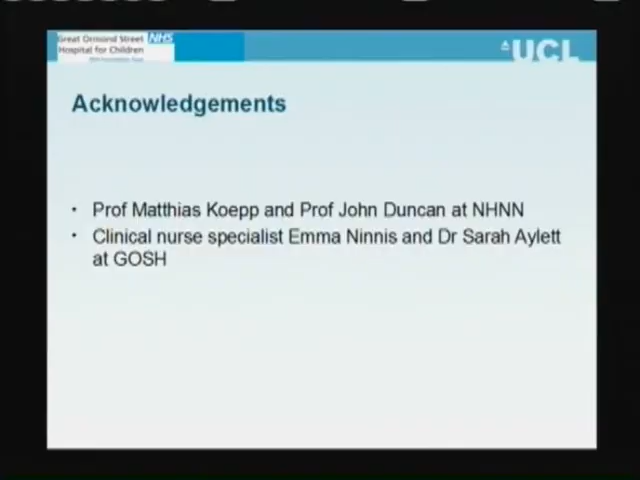 Great Ormond Street NHS
Hospital for Children
UCL
Acknowledgements
• Prof Matthias Koepp and Prof John Duncan at NHNN
• Clinical nurse specialist Emma Ninnis and Dr Sarah Aylett
at GOSH